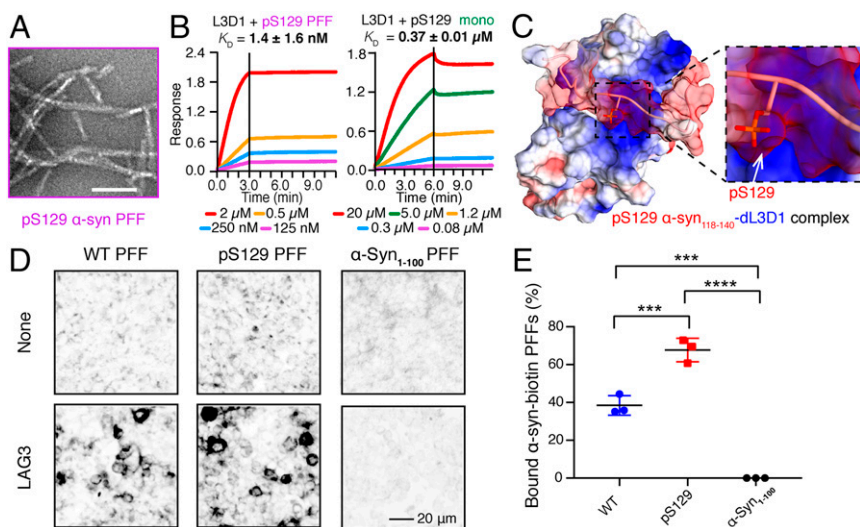 A
pS129 α-syn PFF
B
L3D1 + pS129 PFF
K_D = 1.4 ± 1.6 nM
Response
2.4
1.8
1.2
0.6
0.0
0.0 3.0 6.0 9.0
Time (min)
2 µM 0.5 µM
250 nM 125 nM
L3D1 + pS129 mono
K_D = 0.37 ± 0.01 µM
1.8
1.2
0.6
0.0
0.0 3.0 6.0 9.0
Time (min)
20 µM 5.0 µM 1.2 µM
0.3 µM 0.08 µM
C
pS129
pS129 α-syn118-140-dL3D1 complex
D
WT PFF pS129 PFF α-Syn1-100 PFF
None
LAG3
20 µm
E
***
*** ****
Bound α-syn-biotin PFFs (%)
80
60
40
20
0
WT pS129 α-Syn1-100